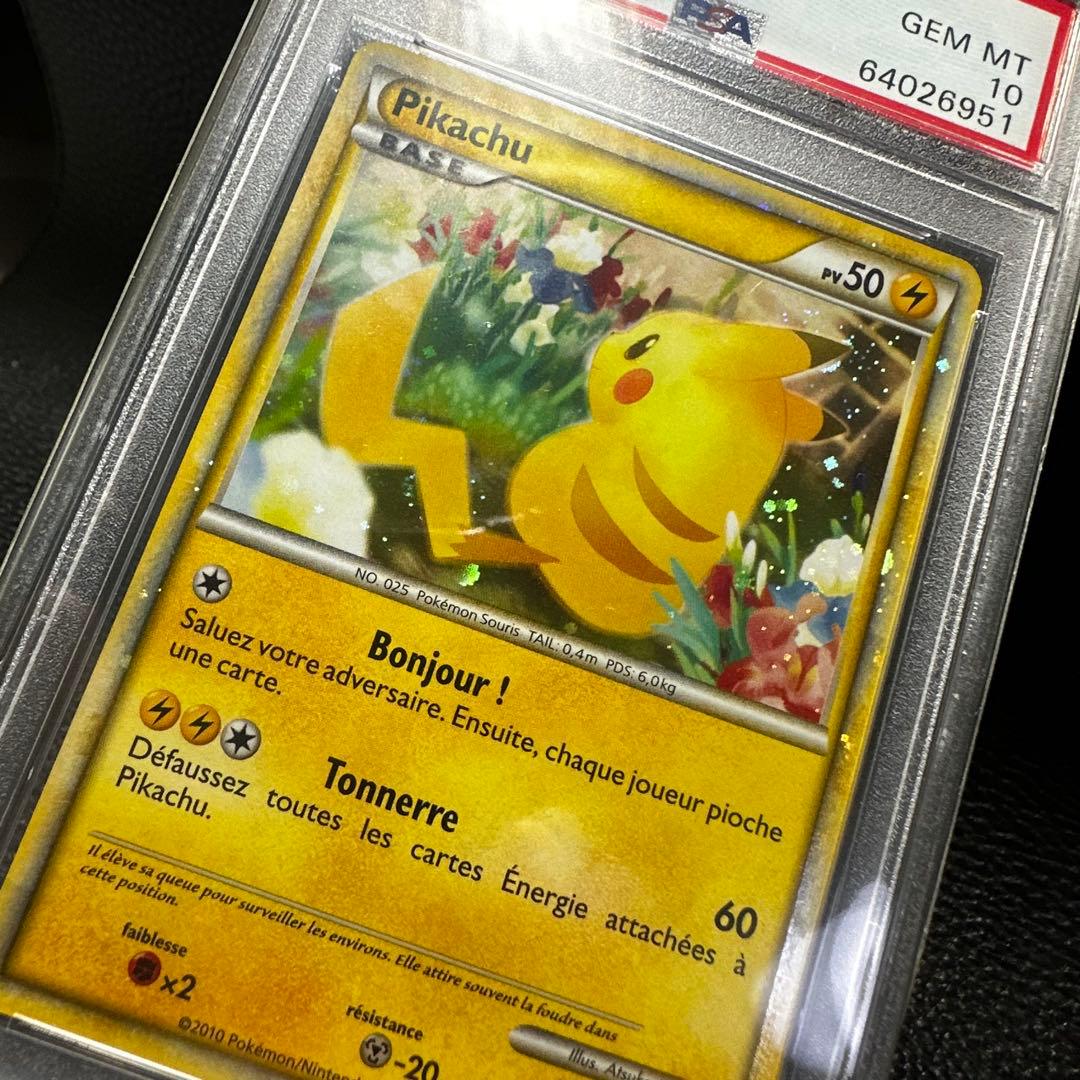 PSA
GEM MT
10
64026951
Pikachu
BASE
PV 50
NO. 025 Pokémon Souris TAIL: 0,4m PDS: 6,0kg
Bonjour !
Saluez votre adversaire. Ensuite, chaque joueur pioche
une carte.
Tonnerre
60
Défaussez toutes les cartes Énergie attachées à
Pikachu.
Il élève sa queue pour surveiller les environs. Elle attire souvent la foudre dans
cette position.
faiblesse
x2
résistance
-20
Illus.
©2010 Pokémon/Ninten